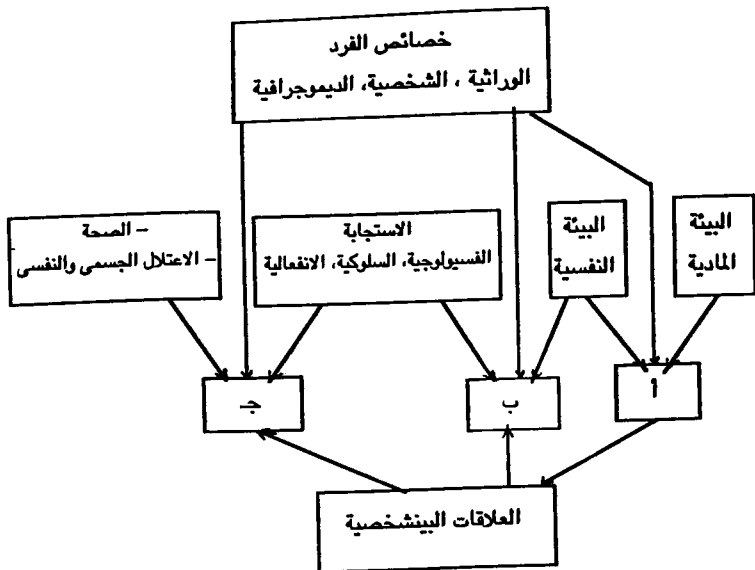 خصائص الفرد
الوراثية ، الشخصية، الديموجرافية
البيئة
المادية
البيئة
النفسية
الاستجابة
الفسيولوجية، السلوكية، الانفعالية
– الصحة
– الاعتلال الجسمى والنفسى
أ
ب
جـ
العلاقات البينشخصية